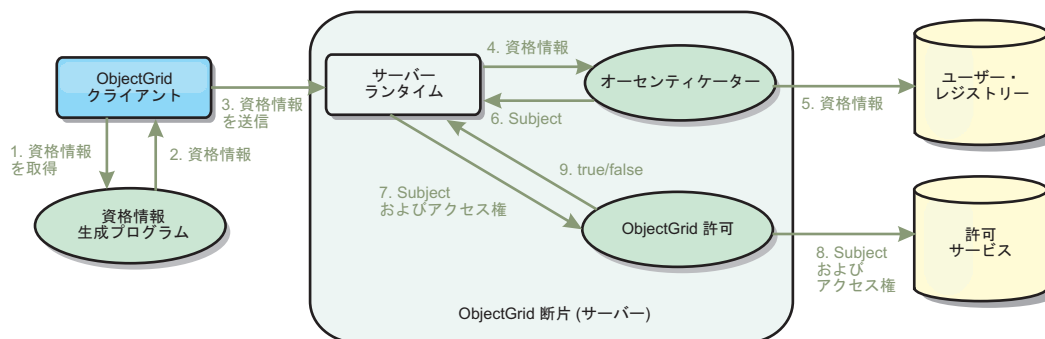 ObjectGrid
クライアント
1. 資格情報
を取得
2. 資格情報
資格情報
生成プログラム
3. 資格情報
を送信
サーバー
ランタイム
4. 資格情報
オーセンティケーター
5. 資格情報
ユーザー・
レジストリー
6. Subject
7. Subject
およびアクセス権
9. true/false
ObjectGrid 許可
8. Subject
および
アクセス権
許可
サービス
ObjectGrid 断片 (サーバー)